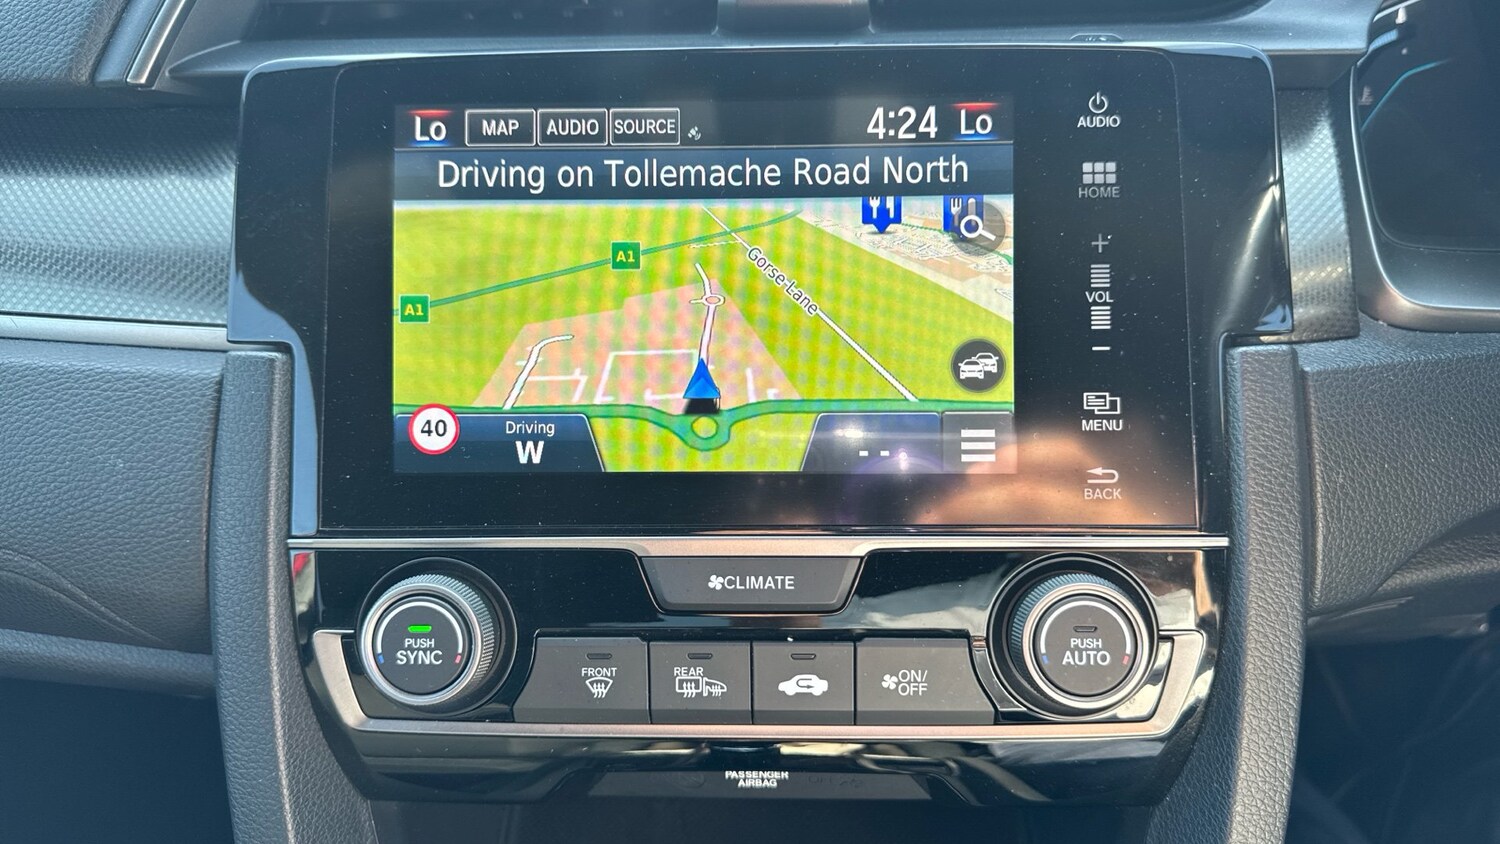 Lo MAP AUDIO SOURCE 4:24 Lo
Driving on Tollemache Road North
A1
A1
Gorse Lane
40
Driving
W
--
AUDIO
HOME
+
VOL
-
MENU
BACK
CLIMATE
PUSH
SYNC
FRONT
REAR
ON/
OFF
PUSH
AUTO
PASSENGER
AIRBAG